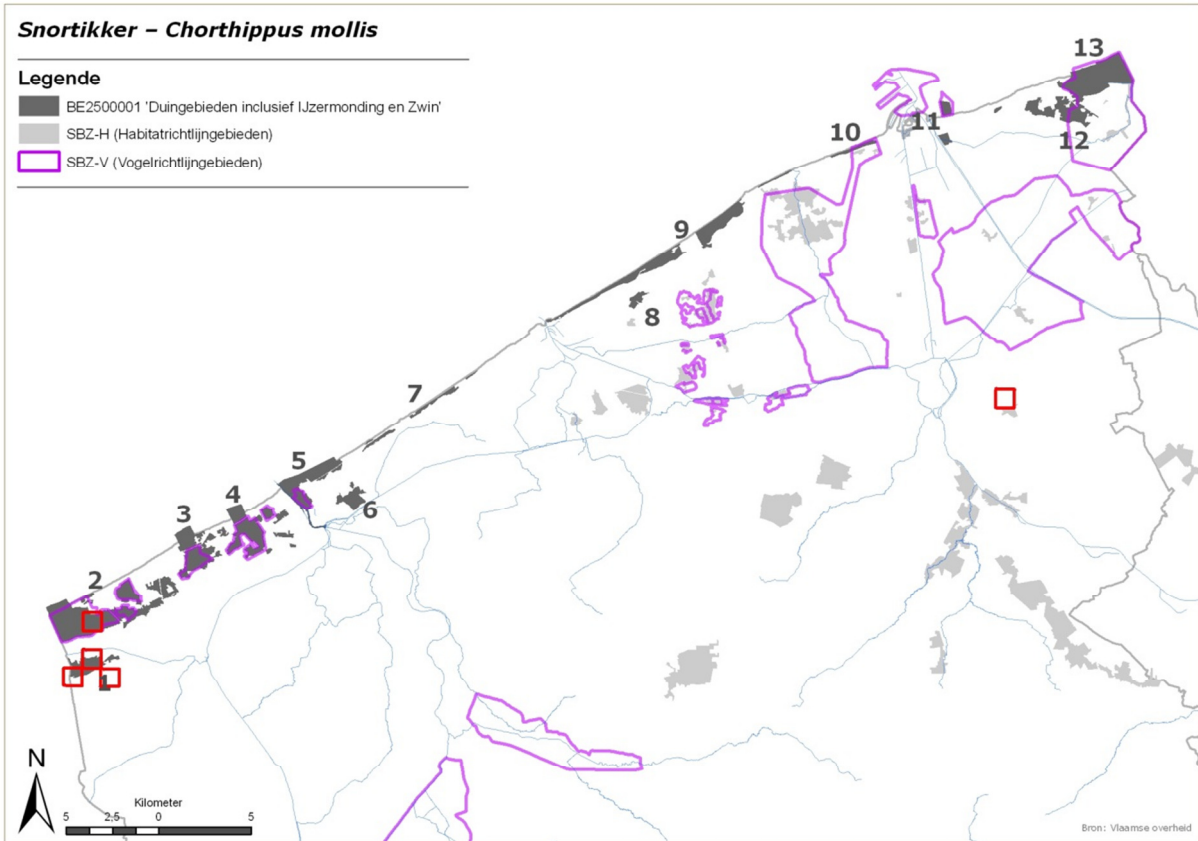 Snortikker – Chorthippus mollis
Legende
BE2500001 'Duingebieden inclusief IJzermonding en Zwin'
SBZ-H (Habitatrichtlijngebieden)
SBZ-V (Vogelrichtlijngebieden)
13
12
11
10
9
8
7
5
6
4
3
2
1
N
Kilometer
5 2,5 0 5
Bron: Vlaamse overheid